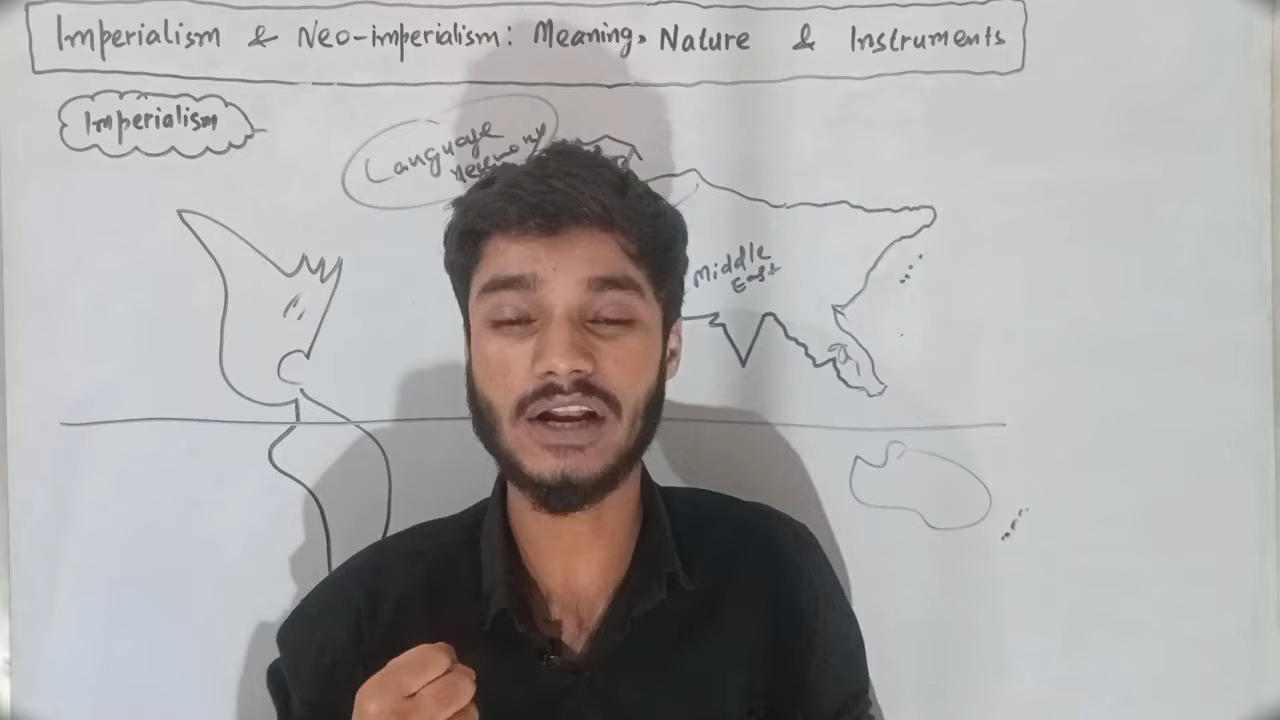 Imperialism & Neo-imperialism: Meaning, Nature & Instruments
Imperialism
Language
Middle
East